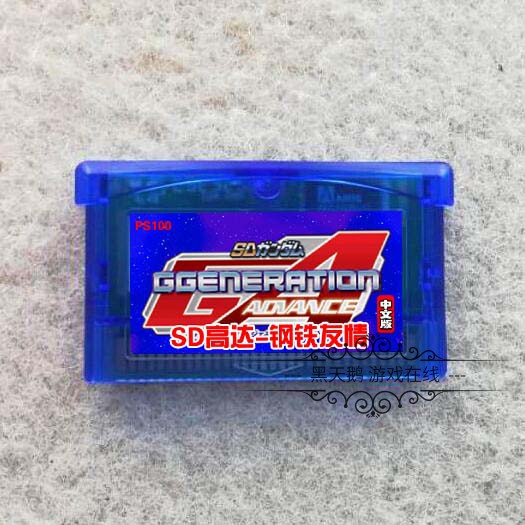 PS100
SDガンダム
GGENERATION
ADVANCE
中文版
SD高达-钢铁友情
黑天鹅 游戏在线